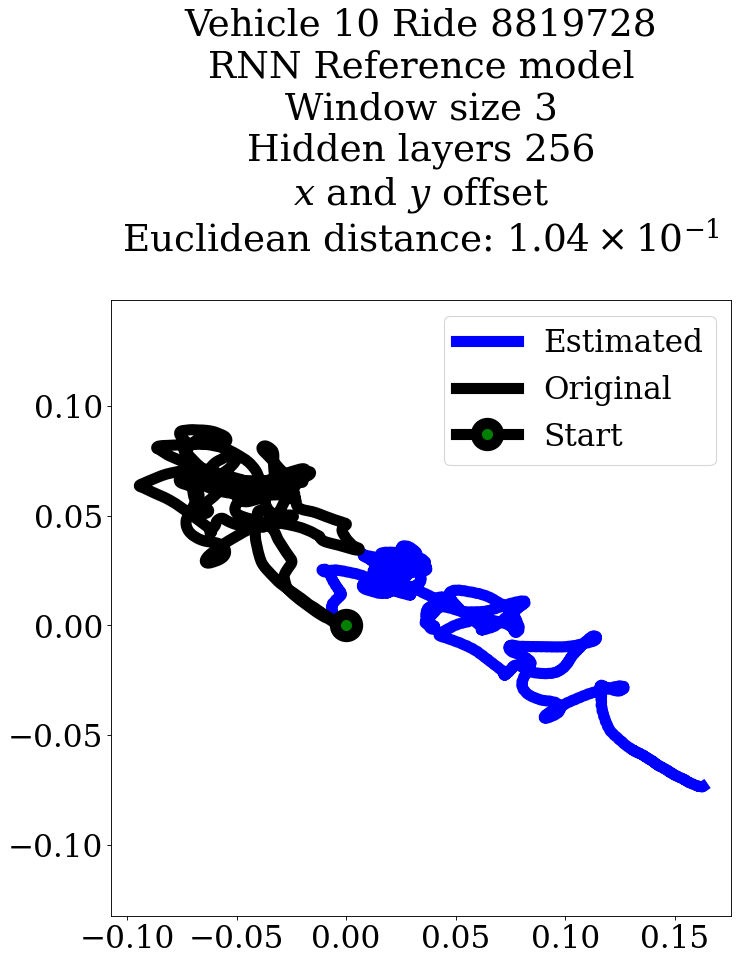 Vehicle 10 Ride 8819728
RNN Reference model
Window size 3
Hidden layers 256
x and y offset
Euclidean distance: 1.04 × 10⁻¹
Estimated
Original
Start
0.10
0.05
0.00
−0.05
−0.10
−0.10 −0.05 0.00 0.05 0.10 0.15